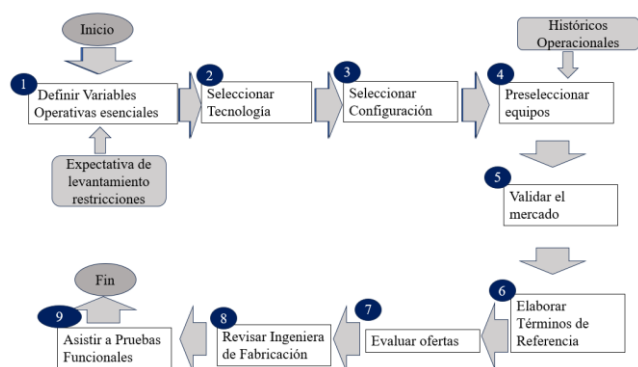 Inicio
Históricos
Operacionales
1
Definir Variables
Operativas esenciales
2
Seleccionar
Tecnología
3
Seleccionar
Configuración
4
Preseleccionar
equipos
Expectativa de
levantamiento
restricciones
5
Validar el
mercado
Fin
6
Elaborar
Términos de
Referencia
7
Evaluar ofertas
8
Revisar Ingeniera
de Fabricación
9
Asistir a Pruebas
Funcionales